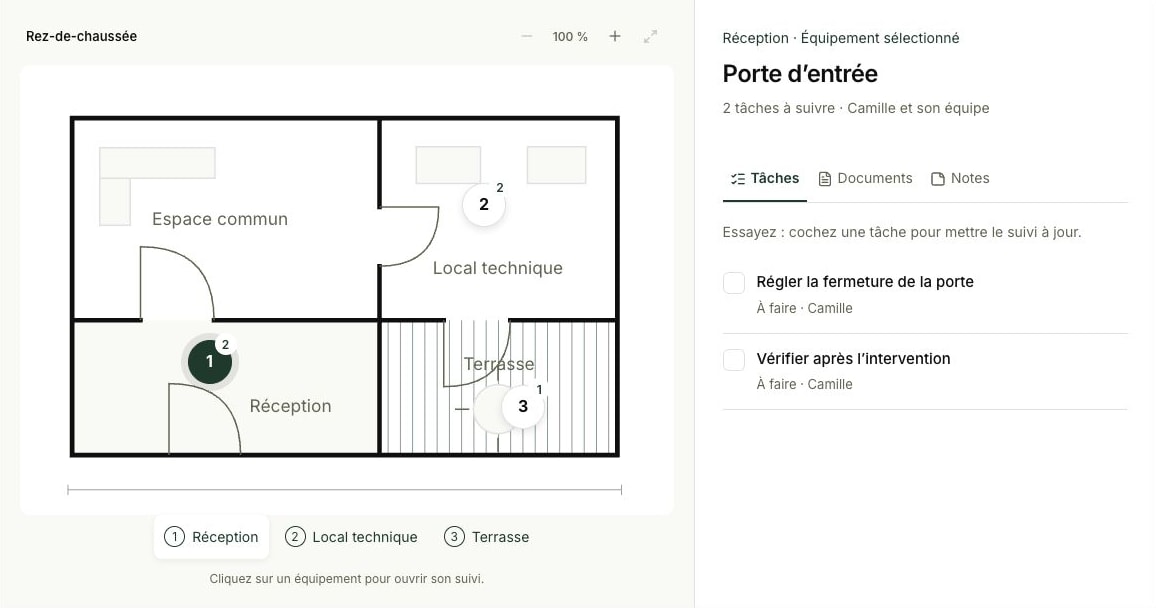 Rez-de-chaussée
100 %
Espace commun
2
2
Local technique
1
2
Réception
Terrasse
3
1
1 Réception
2 Local technique
3 Terrasse
Cliquez sur un équipement pour ouvrir son suivi.
Réception · Équipement sélectionné
Porte d’entrée
2 tâches à suivre · Camille et son équipe
Tâches Documents Notes
Essayez : cochez une tâche pour mettre le suivi à jour.
Régler la fermeture de la porte
À faire · Camille
Vérifier après l’intervention
À faire · Camille